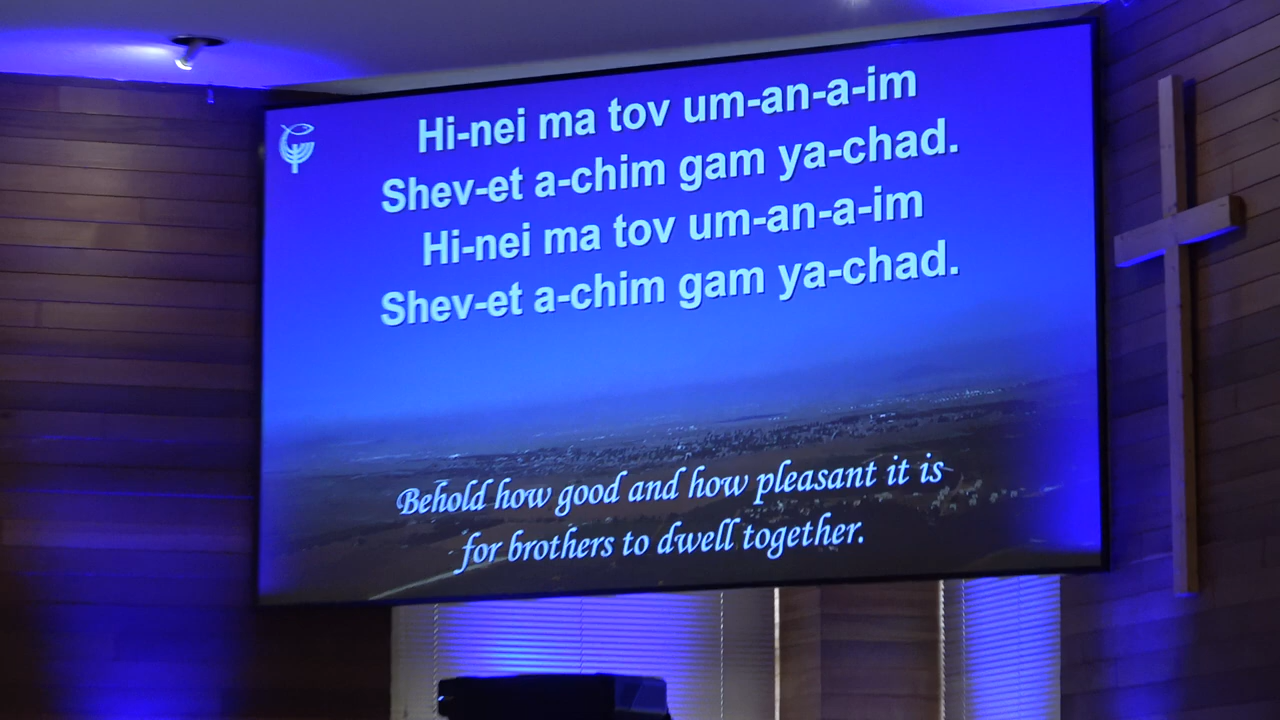 Hi-nei ma tov um-an-a-im
Shev-et a-chim gam ya-chad.
Hi-nei ma tov um-an-a-im
Shev-et a-chim gam ya-chad.
Behold how good and how pleasant it is
for brothers to dwell together.